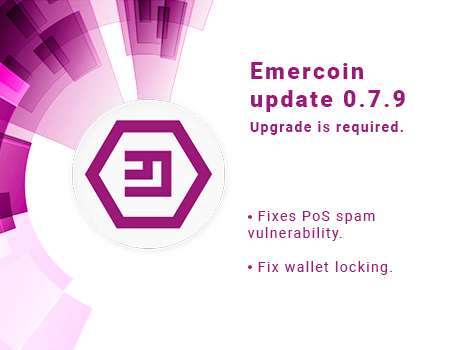 Emercoin
update 0.7.9
Upgrade is required.
• Fixes PoS spam
vulnerability.
• Fix wallet locking.